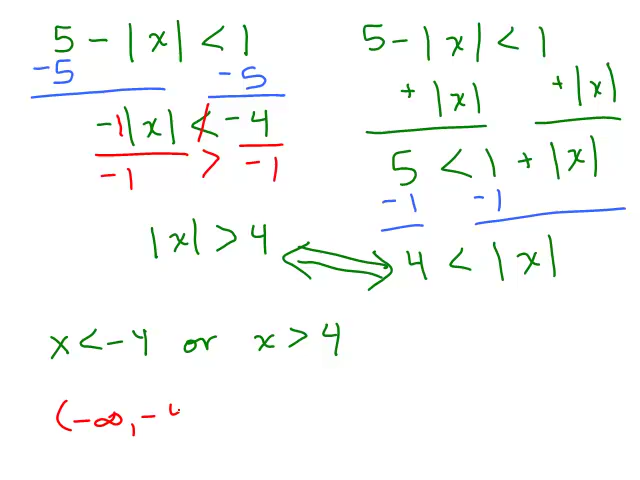 5 - |x| < 1
-5 -5
-1|x| < -4
-1 > -1
|x| > 4
5 - |x| < 1
+ |x| + |x|
5 < 1 + |x|
-1 -1
4 < |x|
x < -4 or x > 4
(-∞, -4